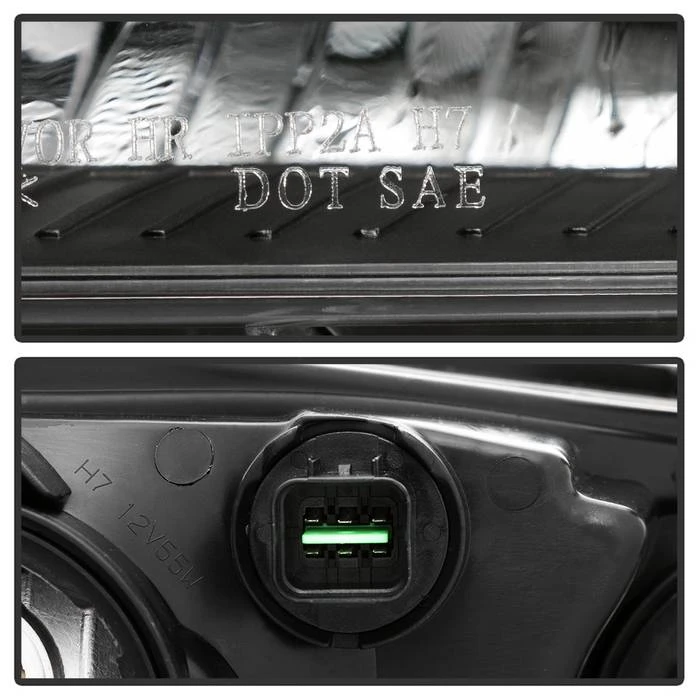 VOR HR IPP2A H7
DOT SAE
H7 12V55W